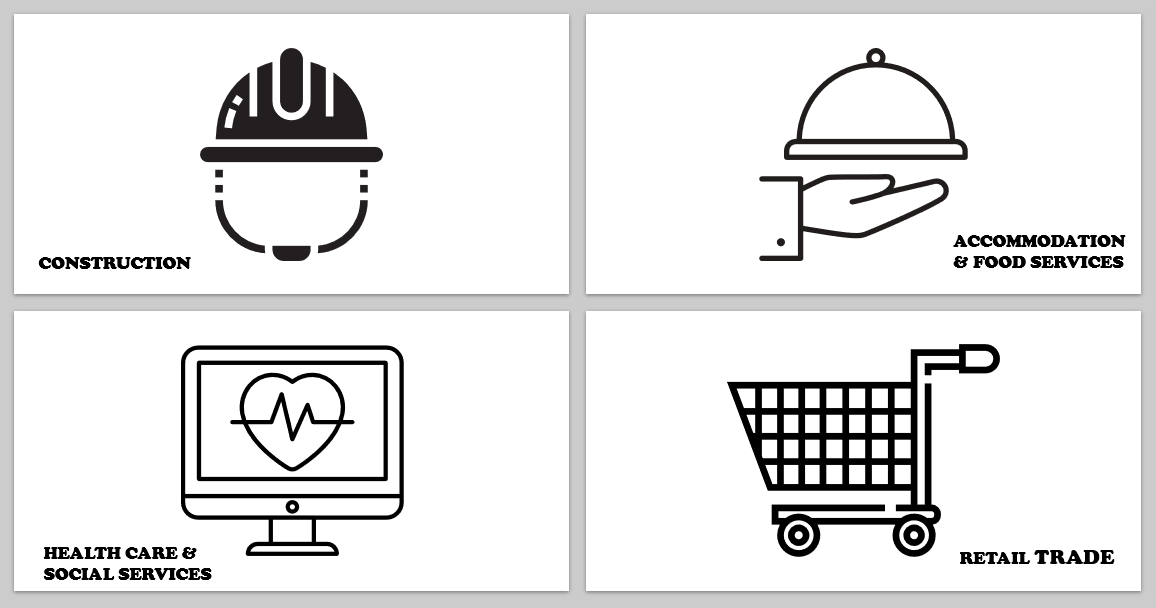 CONSTRUCTION
ACCOMMODATION
& FOOD SERVICES
HEALTH CARE &
SOCIAL SERVICES
RETAIL TRADE